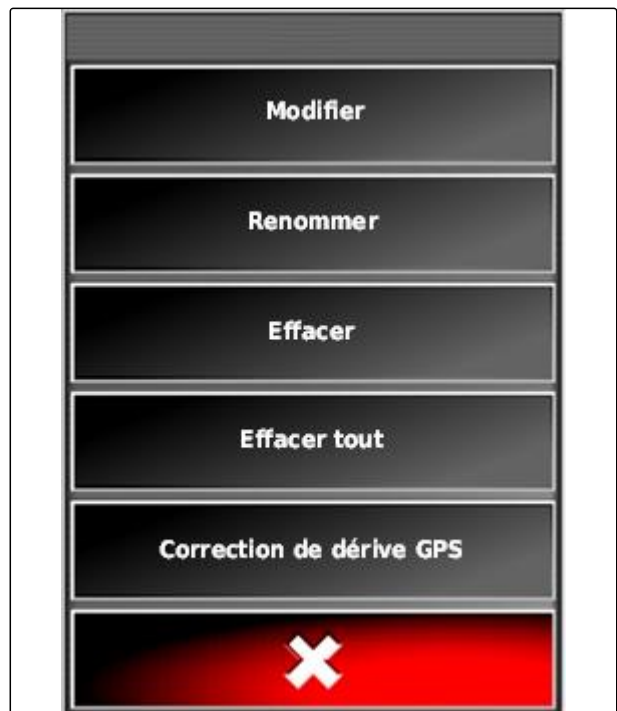 Modifier
Renommer
Effacer
Effacer tout
Correction de dérive GPS